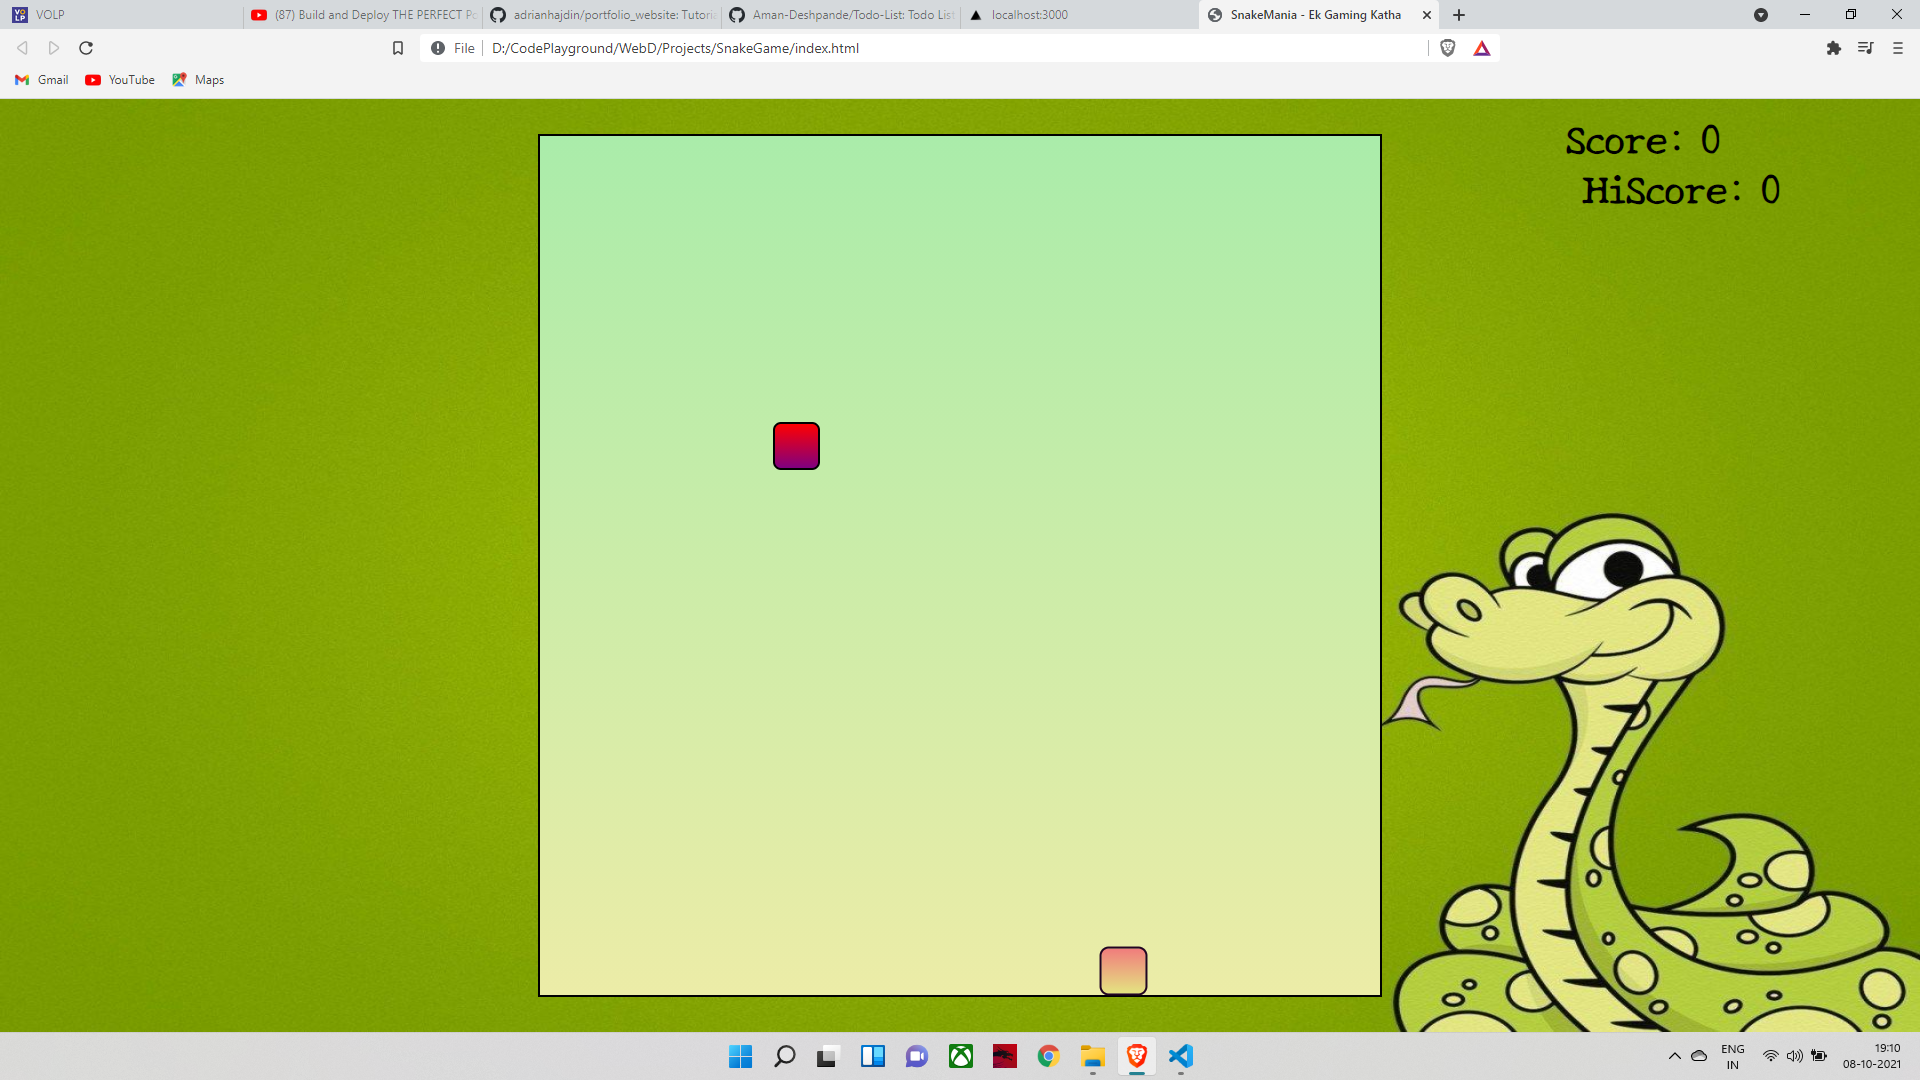 VOLP
(87) Build and Deploy THE PERFECT Po
adrianhajdin/portfolio_website: Tutoria
Aman-Deshpande/Todo-List: Todo List
localhost:3000
SnakeMania - Ek Gaming Katha
File
D:/CodePlayground/WebD/Projects/SnakeGame/index.html
Gmail
YouTube
Maps
Score: 0
HiScore: 0
ENG
IN
19:10
08-10-2021